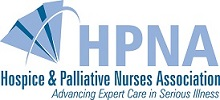 HPNA
Hospice & Palliative Nurses Association
Advancing Expert Care in Serious Illness